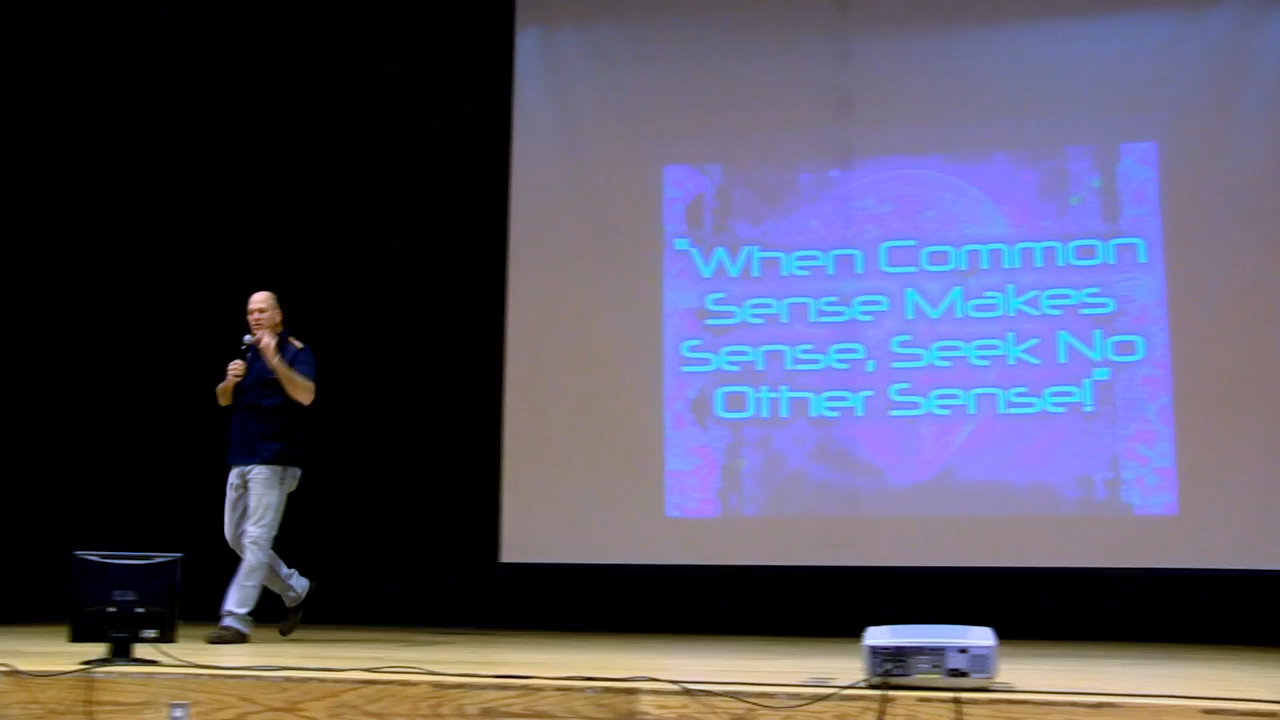 "When Common
Sense Makes
Sense, Seek No
Other Sense!"